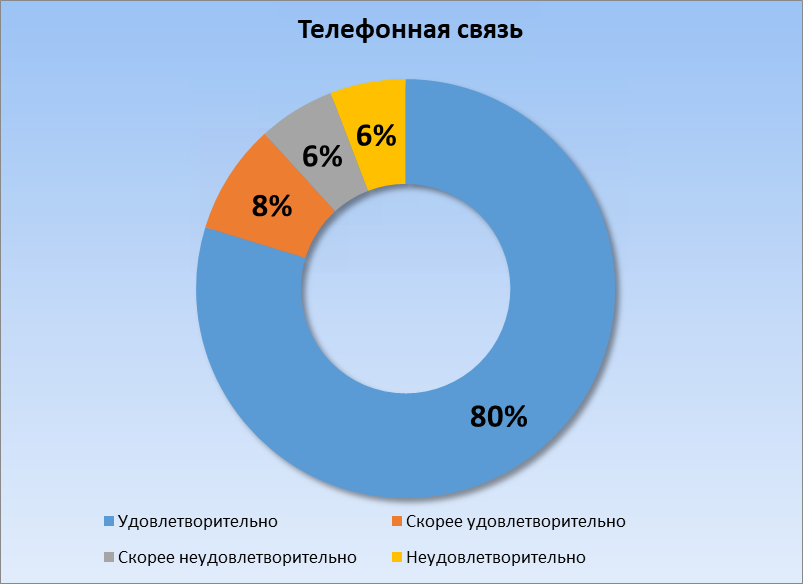 Телефонная связь
6%
6%
8%
80%
Удовлетворительно
Скорее удовлетворительно
Скорее неудовлетворительно
Неудовлетворительно